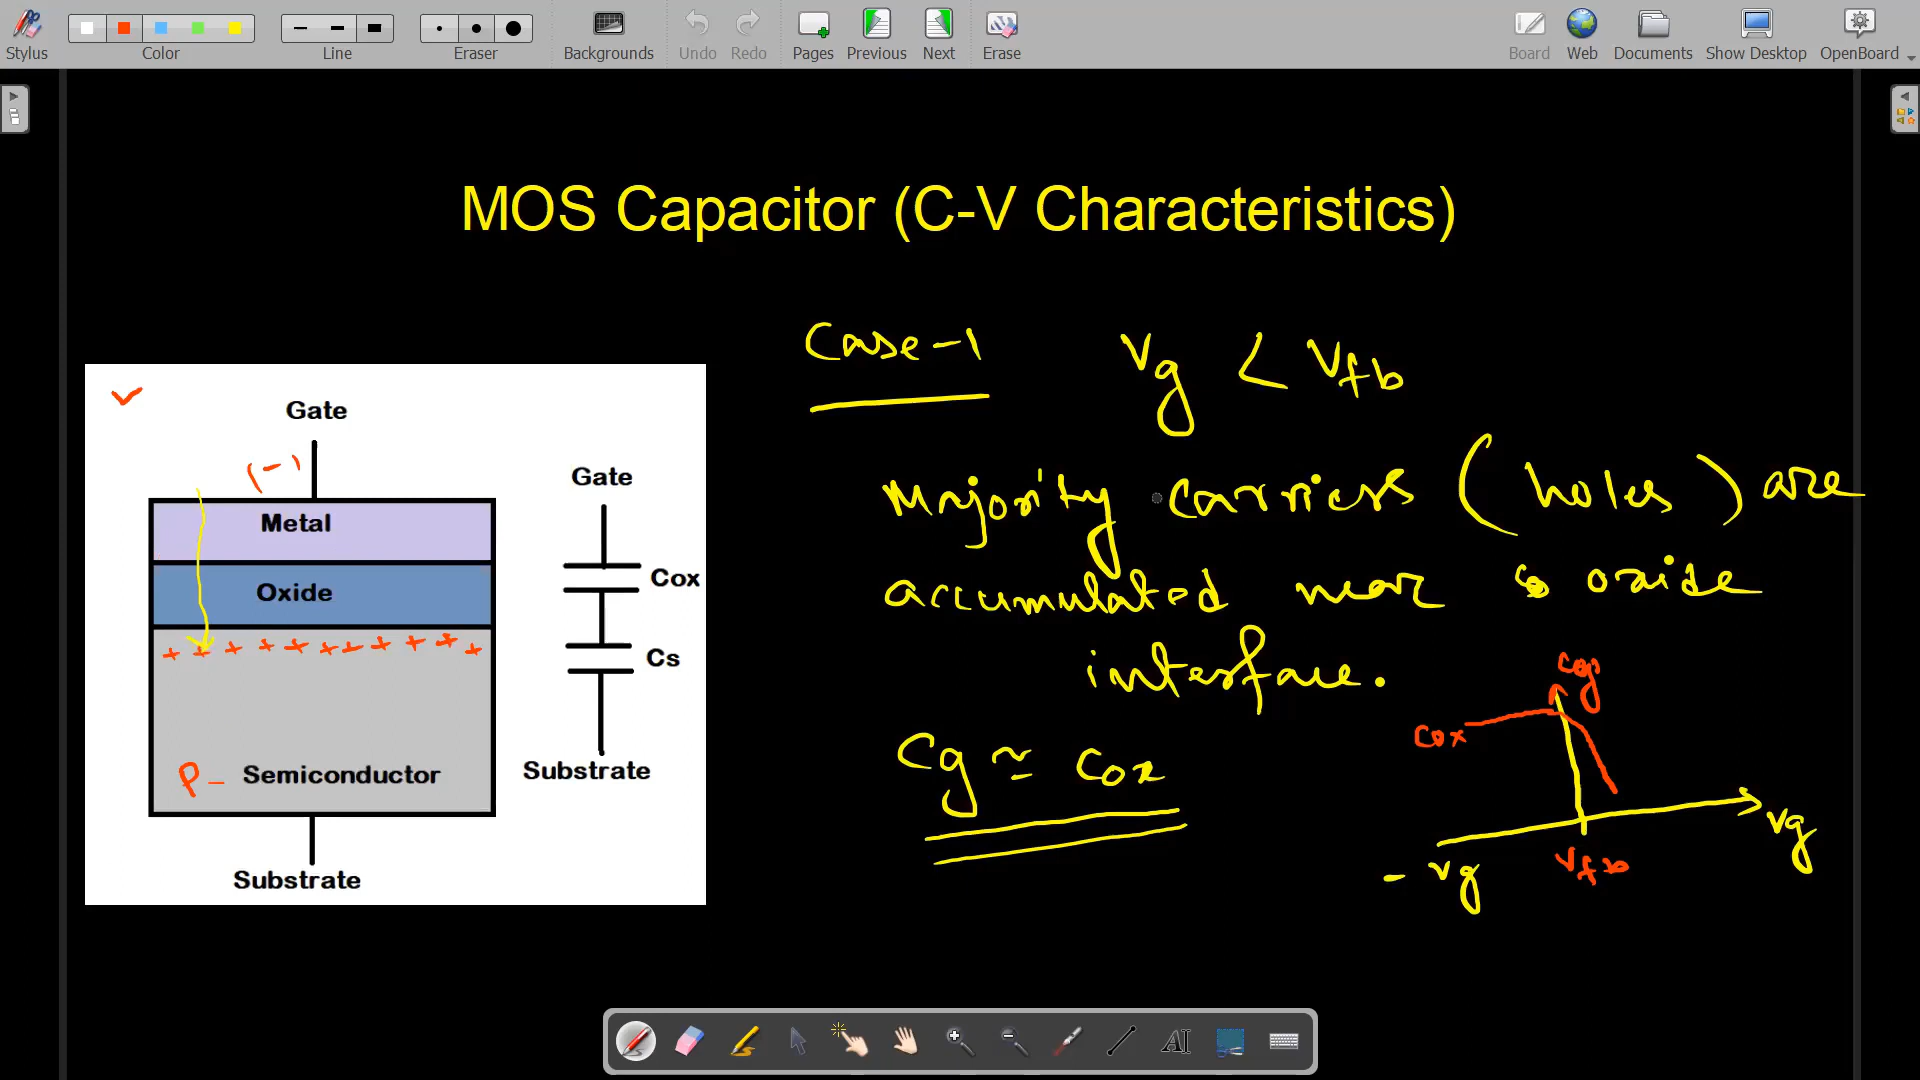 Stylus Color Line Eraser Backgrounds Undo Redo Pages Previous Next Erase Board Web Documents Show Desktop OpenBoard
MOS Capacitor (C-V Characteristics)
Case-1 Vg < Vfb
Majority carriers (holes) are
accumulated near oxide
interface.
Cg ≃ Cox
Gate
(-)
Metal
Oxide
+ + + + + + + + + + +
P- Semiconductor
Substrate
Gate
Cox
Cs
Substrate
Cg
Cox
Vg
Vfb
- Vg
AI